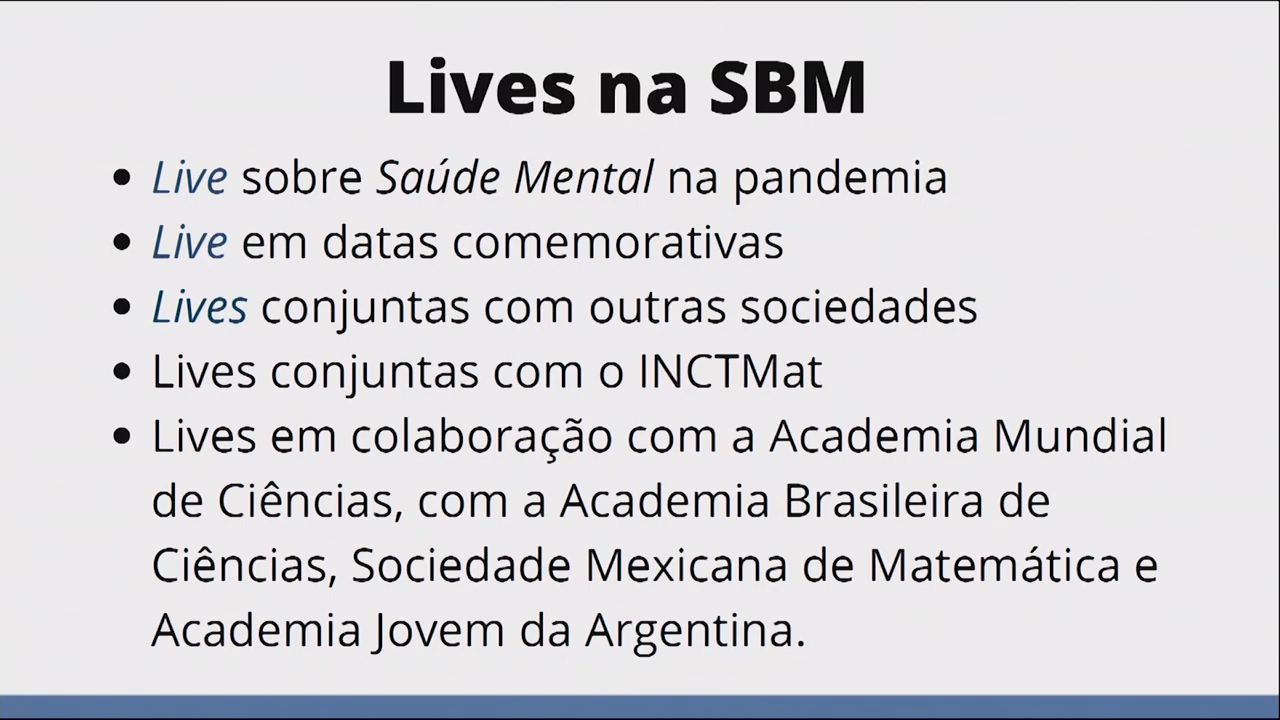 Lives na SBM
• Live sobre Saúde Mental na pandemia
• Live em datas comemorativas
• Lives conjuntas com outras sociedades
• Lives conjuntas com o INCTMat
• Lives em colaboração com a Academia Mundial
de Ciências, com a Academia Brasileira de
Ciências, Sociedade Mexicana de Matemática e
Academia Jovem da Argentina.